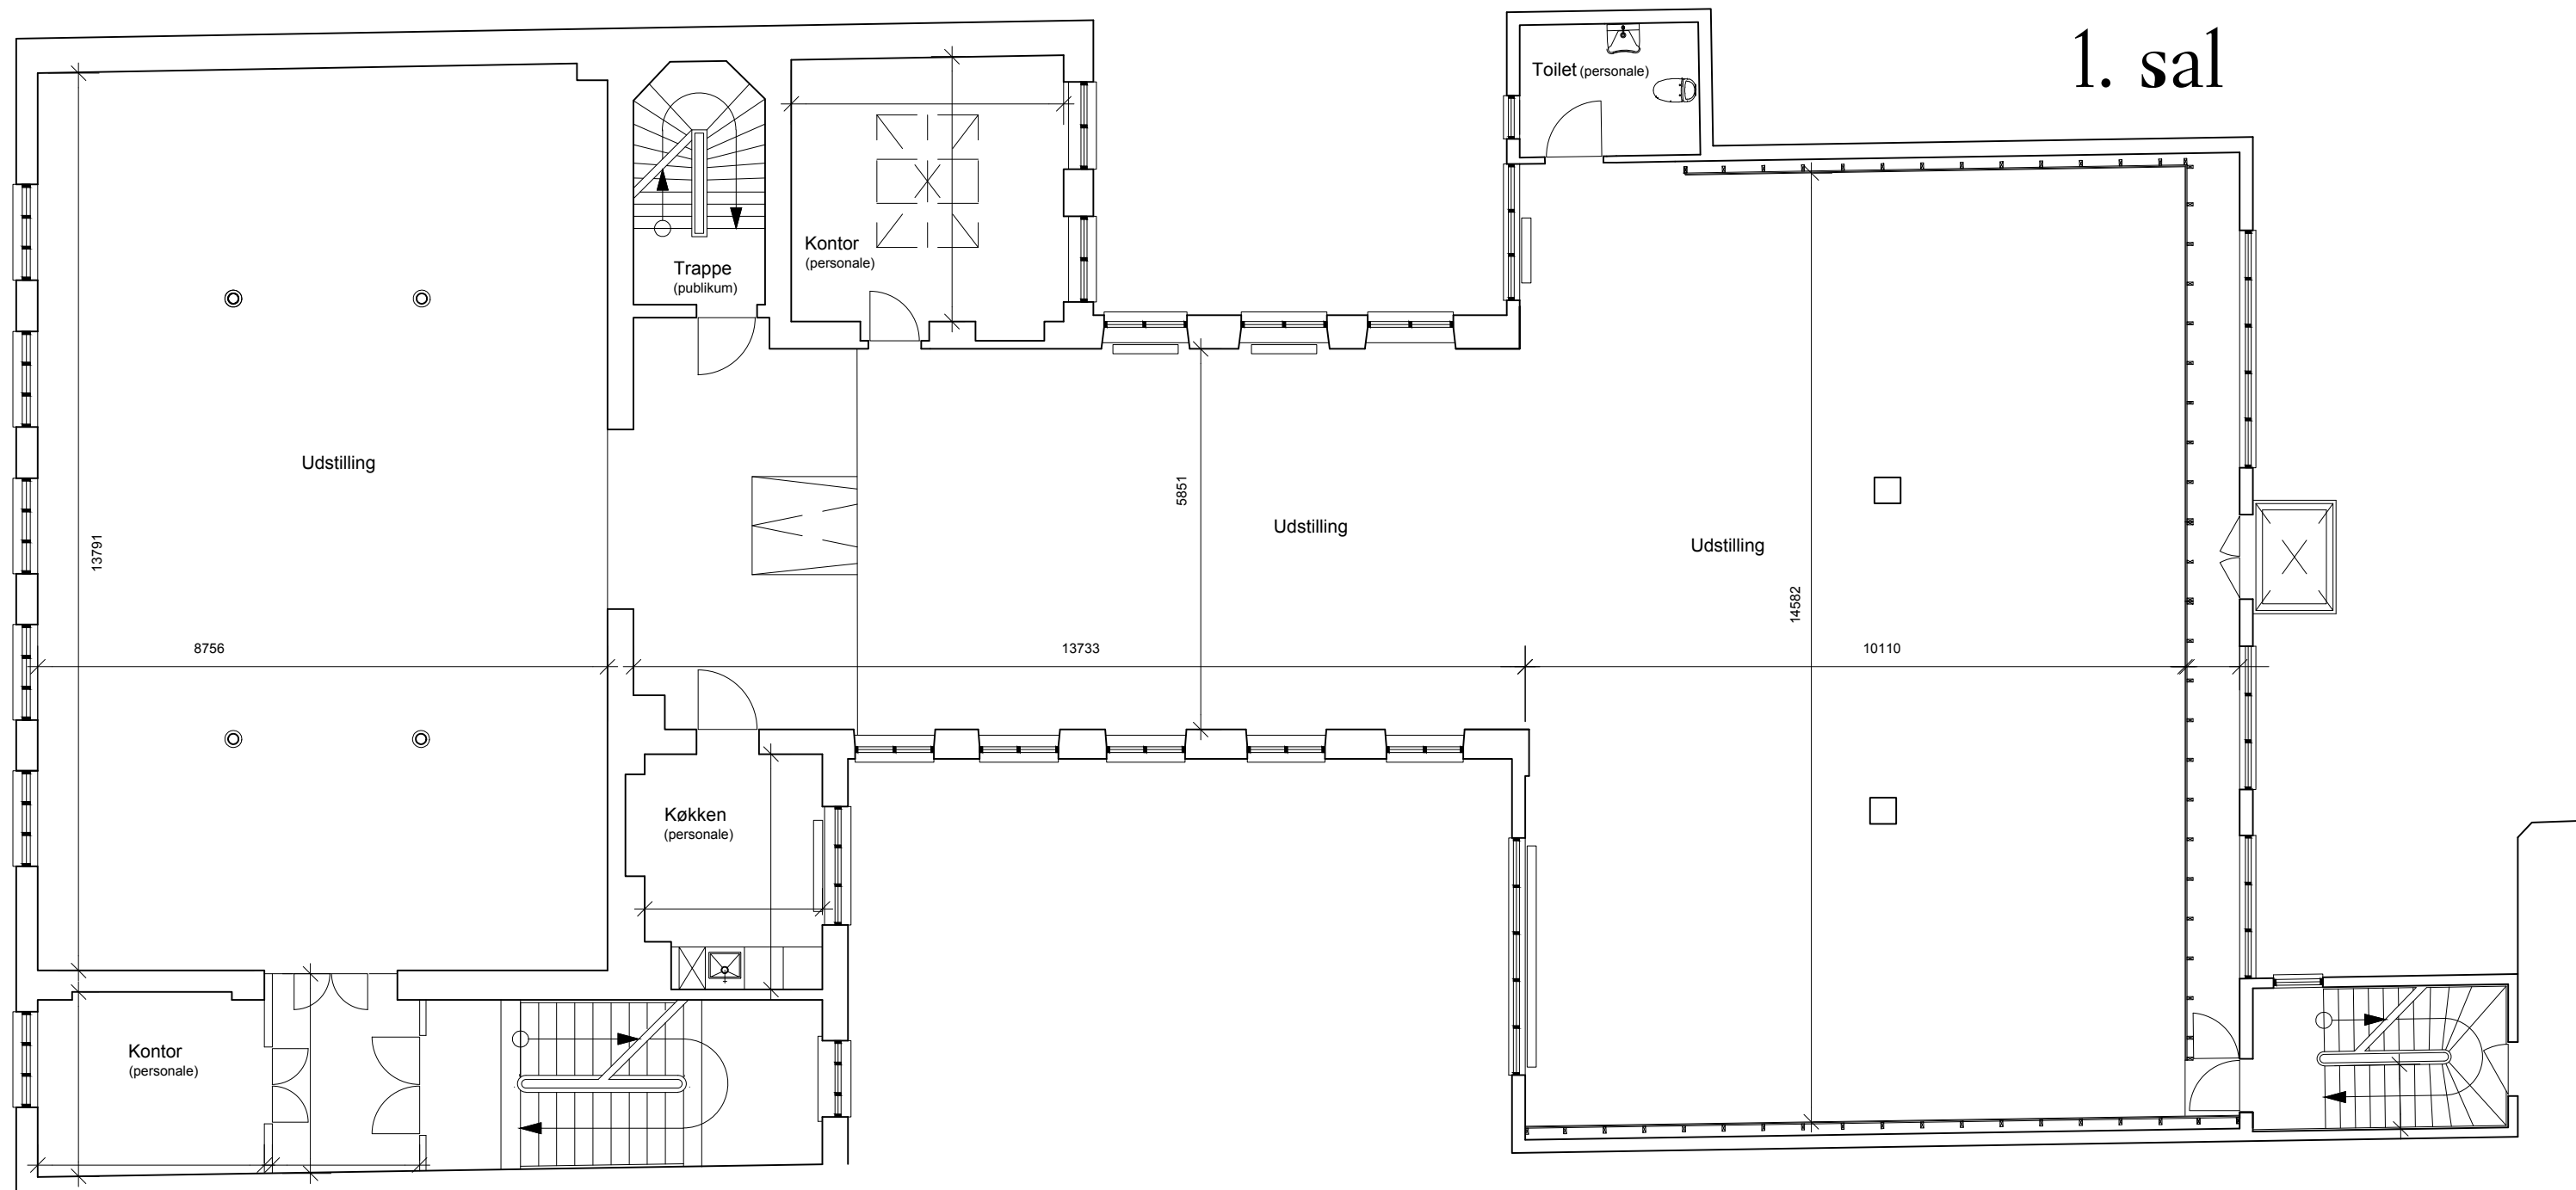 1. sal
Toilet (personale)
Kontor
(personale)
Trappe
(publikum)
Udstilling
5851
Udstilling
Udstilling
13791
14582
8756
13733
10110
Køkken
(personale)
Kontor
(personale)